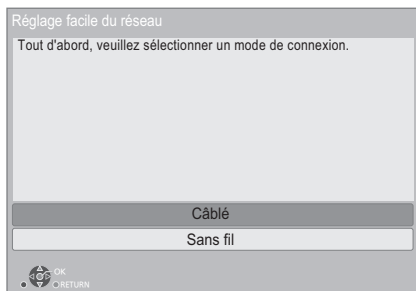 Réglage facile du réseau
Tout d'abord, veuillez sélectionner un mode de connexion.
Câblé
Sans fil
OK
RETURN